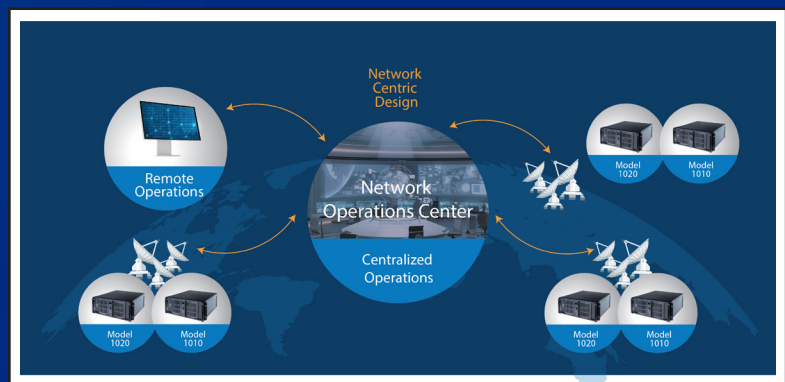 Network
Centric
Design
Remote
Operations
Network
Operations Center
Centralized
Operations
Model
1020
Model
1010
Model
1020
Model
1010
Model
1020
Model
1010